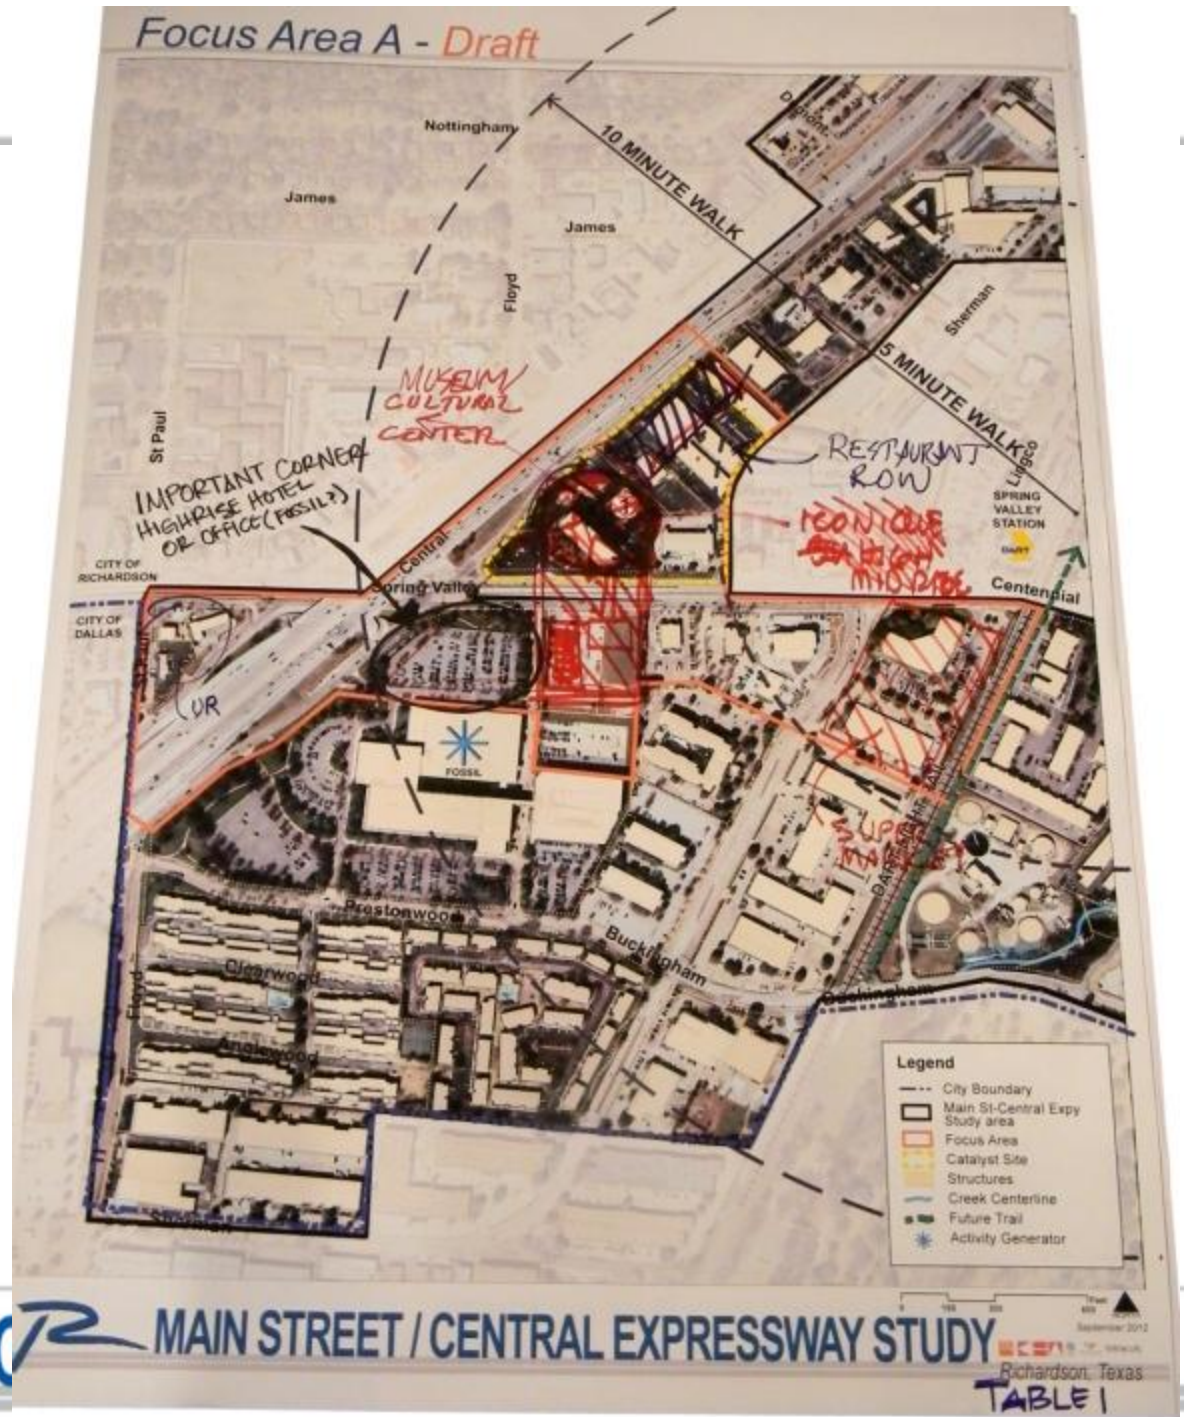 Focus Area A - Draft
Nottingham
10 MINUTE WALK
James
James
Floyd
Sherman
5 MINUTE WALK
MUSEUM/
CULTURAL
CENTER
St Paul
IMPORTANT CORNER
HIGHRISE HOTEL
OR OFFICE (FOSSIL?)
RESTAURANT
ROW
SPRING
VALLEY
STATION
DART
Central
CITY OF
RICHARDSON
Spring Valley
Centennial
CITY OF
DALLAS
MIDRISE
FOSSIL
SUPER
MARKET
Prestonwood
Buckingham
Clearwood
Buckingham
Floyd
Anglewood
Sherman
Legend
City Boundary
Main St-Central Expy
Study area
Focus Area
Catalyst Site
Structures
Creek Centerline
Future Trail
Activity Generator
September 2012
MAIN STREET / CENTRAL EXPRESSWAY STUDY
Richardson, Texas
TABLE 1